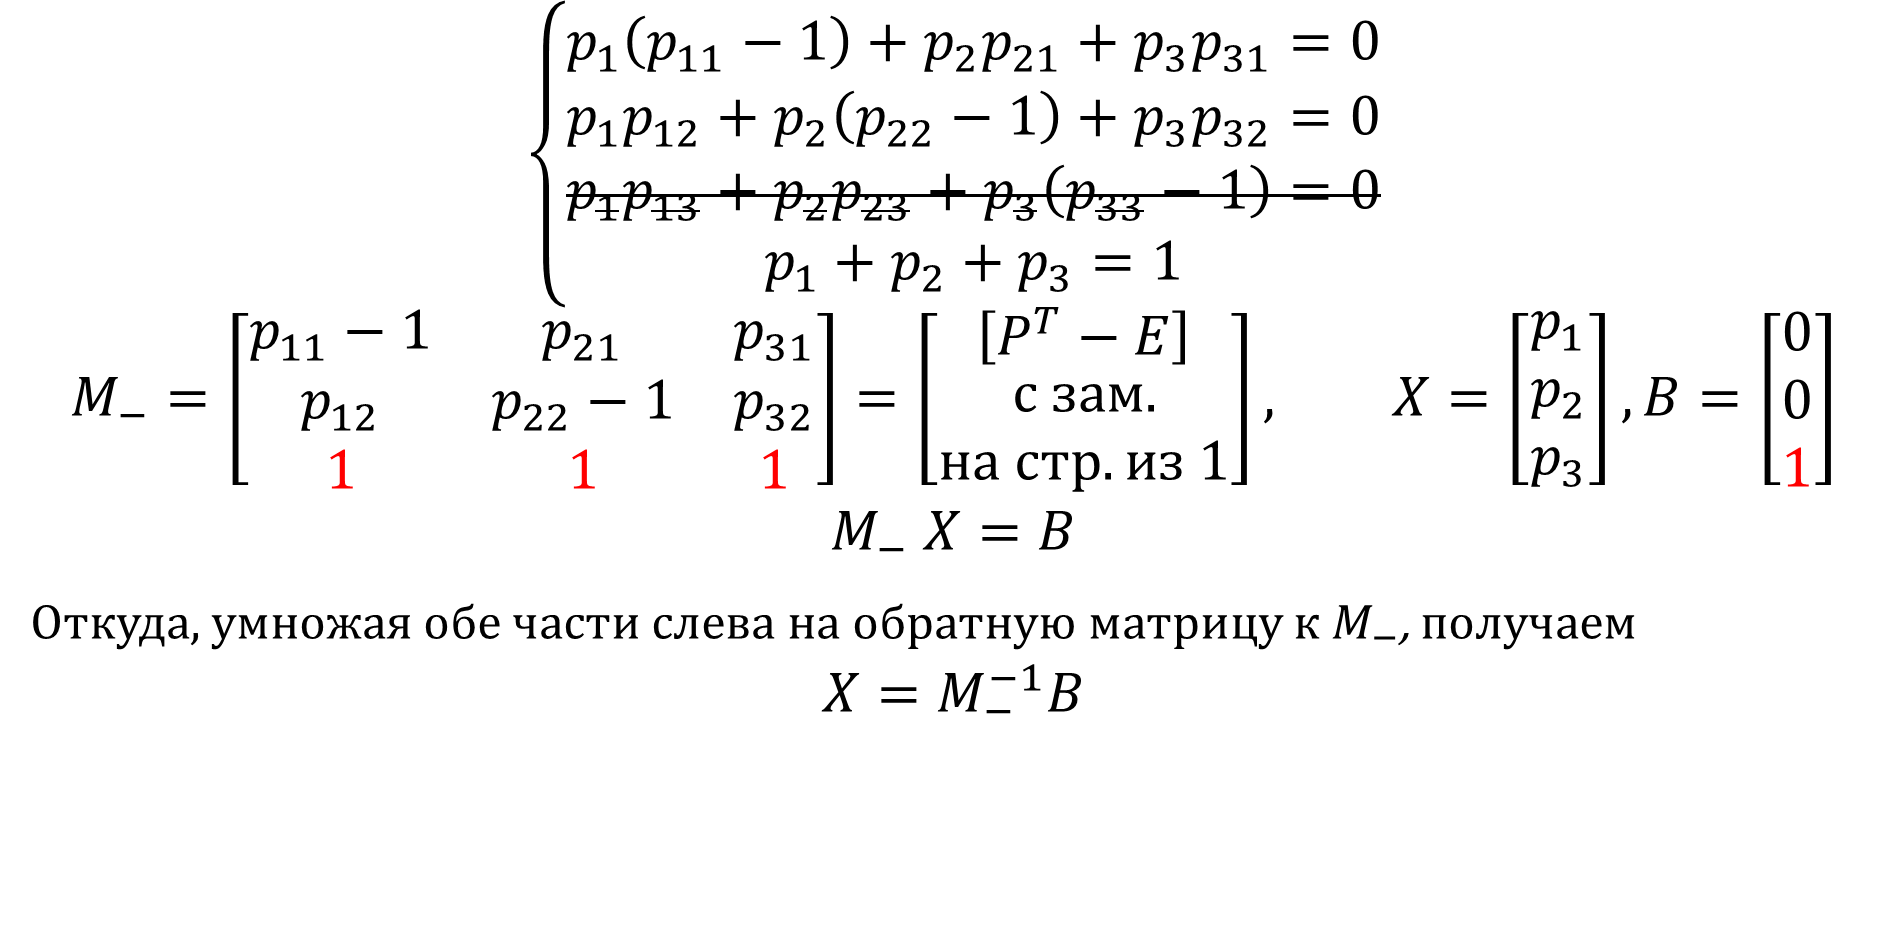 p₁(p₁₁ − 1) + p₂p₂₁ + p₃p₃₁ = 0
p₁p₁₂ + p₂(p₂₂ − 1) + p₃p₃₂ = 0
p₁p₁₃ + p₂p₂₃ + p₃(p₃₃ − 1) = 0
p₁ + p₂ + p₃ = 1
M₋ = [p₁₁ − 1 p₂₁ p₃₁; p₁₂ p₂₂ − 1 p₃₂; 1 1 1] = [[Pᵀ − E] с зам. на стр. из 1], X = [p₁; p₂; p₃], B = [0; 0; 1]
M₋ X = B
Откуда, умножая обе части слева на обратную матрицу к M₋, получаем
X = M₋⁻¹B